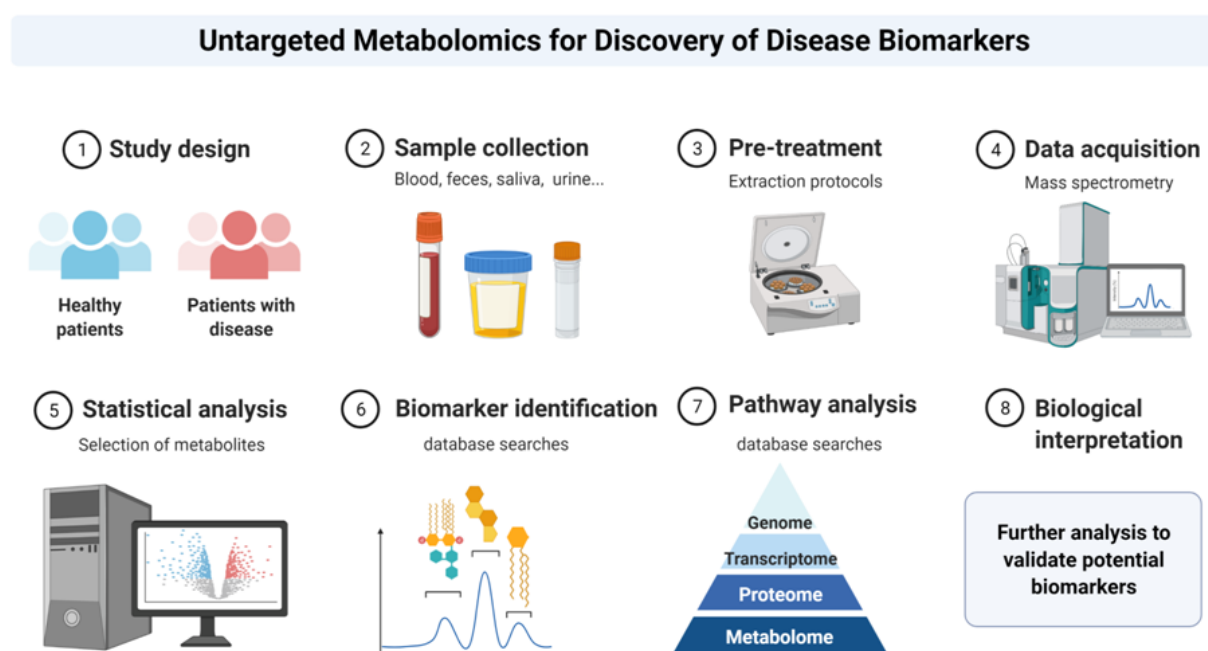 Untargeted Metabolomics for Discovery of Disease Biomarkers
1 Study design
Healthy
patients
Patients with
disease
2 Sample collection
Blood, feces, saliva, urine...
3 Pre-treatment
Extraction protocols
4 Data acquisition
Mass spectrometry
5 Statistical analysis
Selection of metabolites
6 Biomarker identification
database searches
7 Pathway analysis
database searches
Genome
Transcriptome
Proteome
Metabolome
8 Biological
interpretation
Further analysis to
validate potential
biomarkers